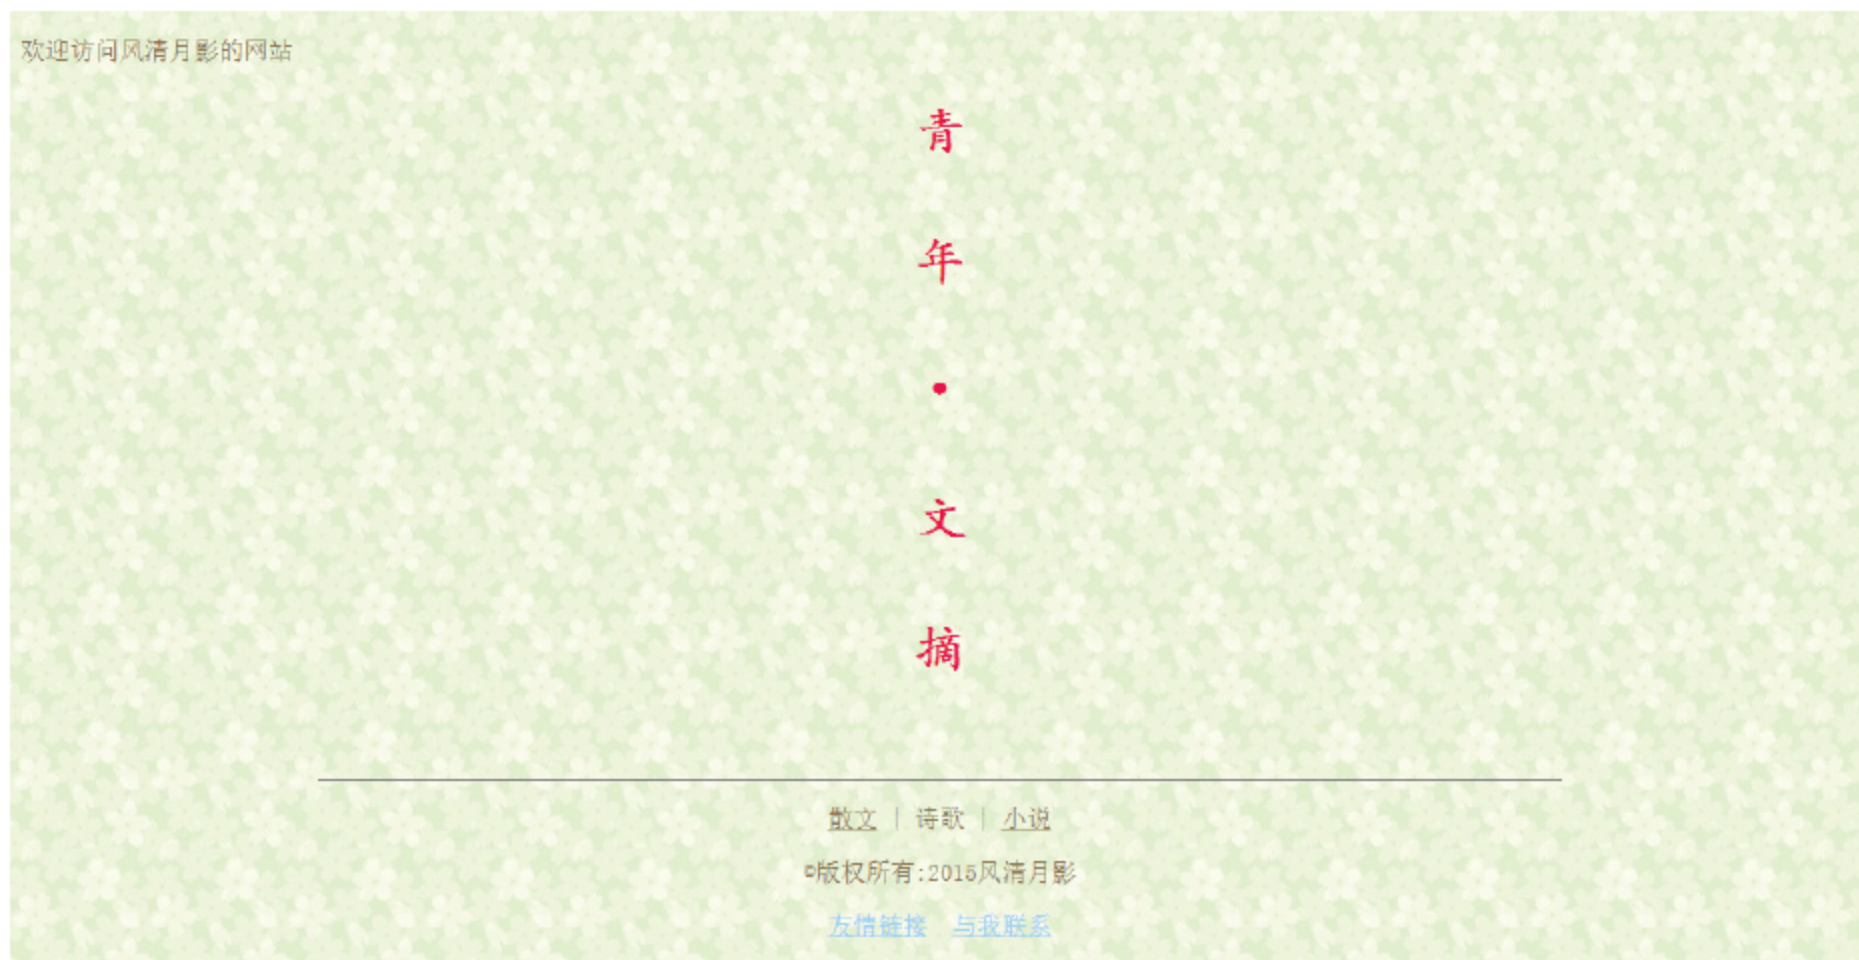 欢迎访问风清月影的网站
青
年
·
文
摘
散文 | 诗歌 | 小说
©版权所有:2015风清月影
友情链接 与我联系